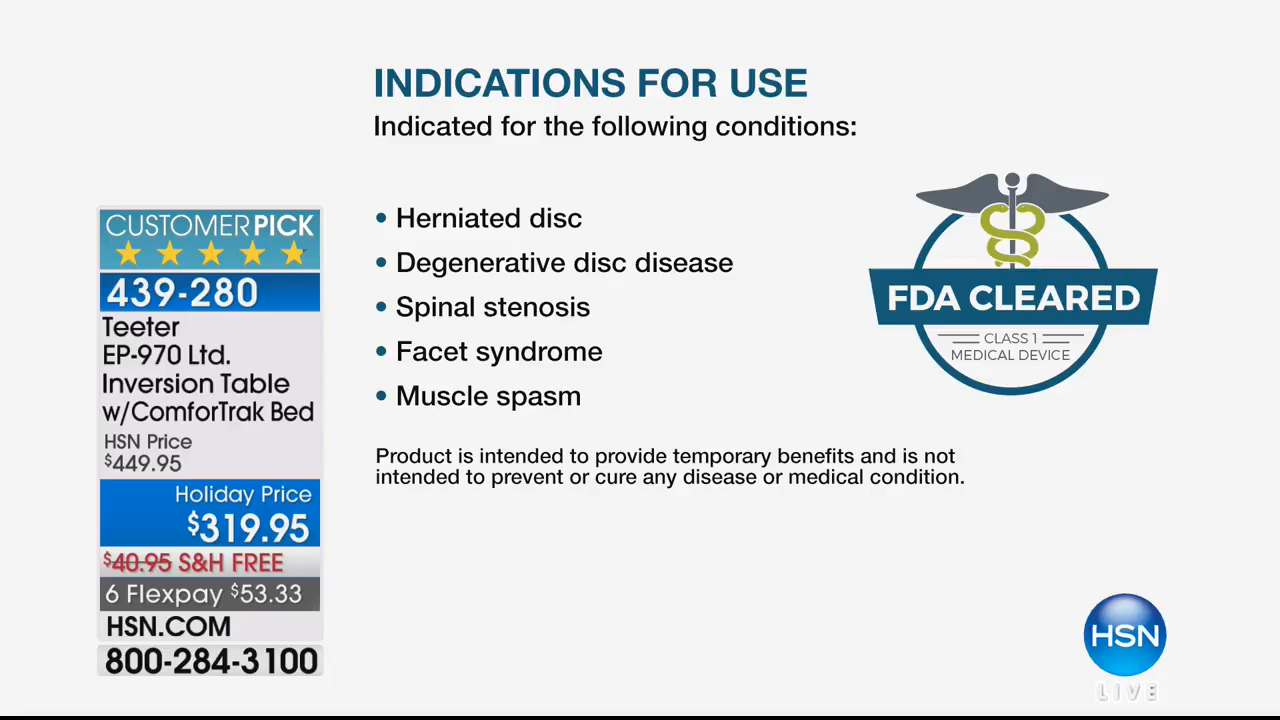 INDICATIONS FOR USE
Indicated for the following conditions:
• Herniated disc
• Degenerative disc disease
• Spinal stenosis
• Facet syndrome
• Muscle spasm
Product is intended to provide temporary benefits and is not
intended to prevent or cure any disease or medical condition.
FDA CLEARED
CLASS 1
MEDICAL DEVICE
CUSTOMER PICK
439-280
Teeter
EP-970 Ltd.
Inversion Table
w/ComforTrak Bed
HSN Price
$449.95
Holiday Price
$319.95
$40.95 S&H FREE
6 Flexpay $53.33
HSN.COM
800-284-3100
HSN
LIVE